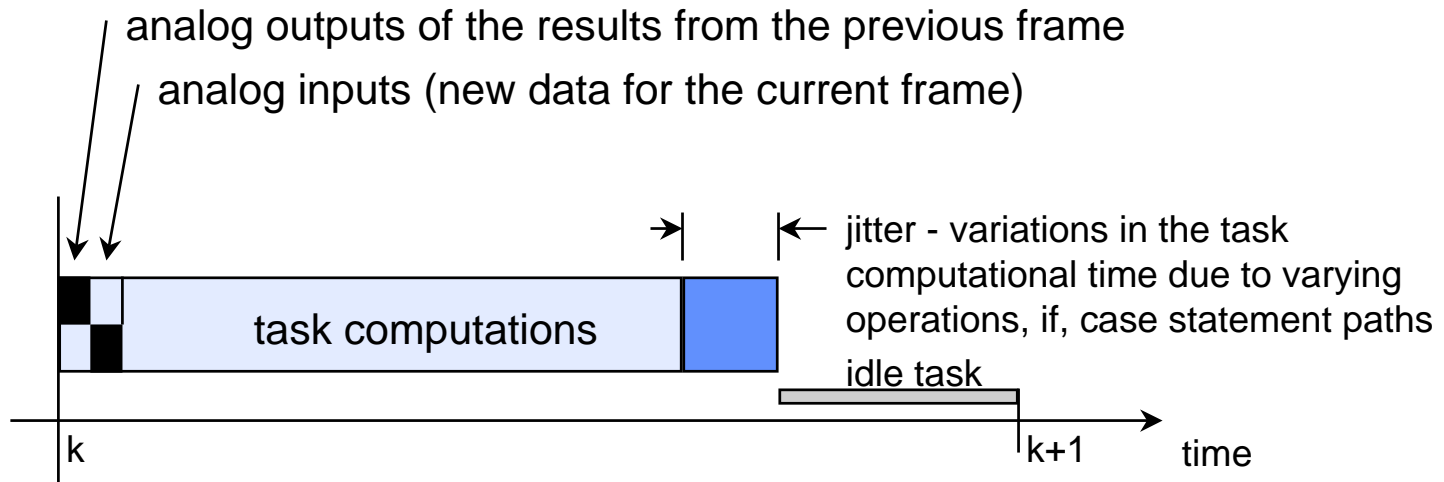 analog outputs of the results from the previous frame
analog inputs (new data for the current frame)
jitter - variations in the task
computational time due to varying
operations, if, case statement paths
task computations
idle task
k
k+1
time